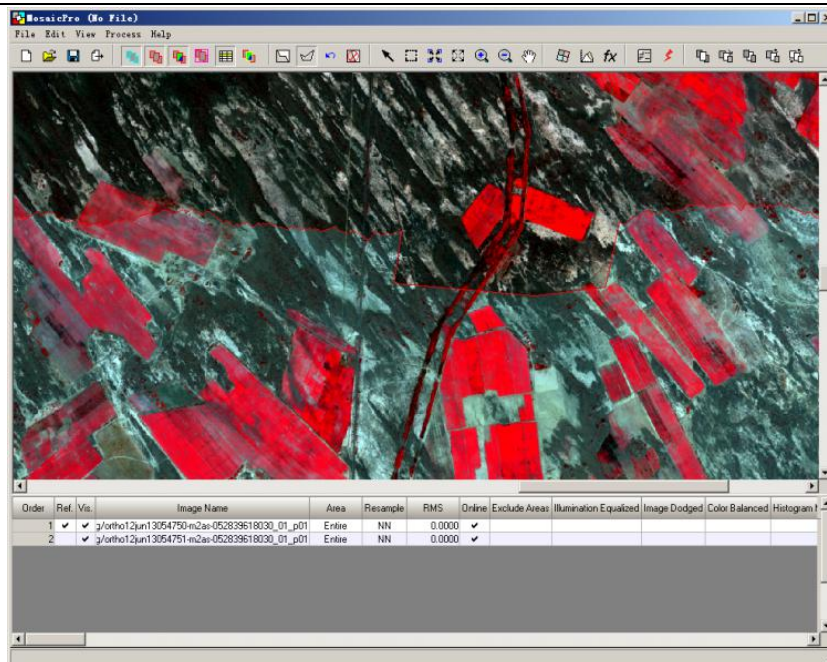 MosaicPro (No File)
File Edit View Process Help
fx
Order Ref. Vis. Image Name Area Resample RMS Online Exclude Areas Illumination Equalized Image Dodged Color Balanced Histogram
1 g/ortho12jun13054750-m2as-052839618030_01_p01 Entire NN 0.0000
2 g/ortho12jun13054751-m2as-052839618030_01_p01 Entire NN 0.0000